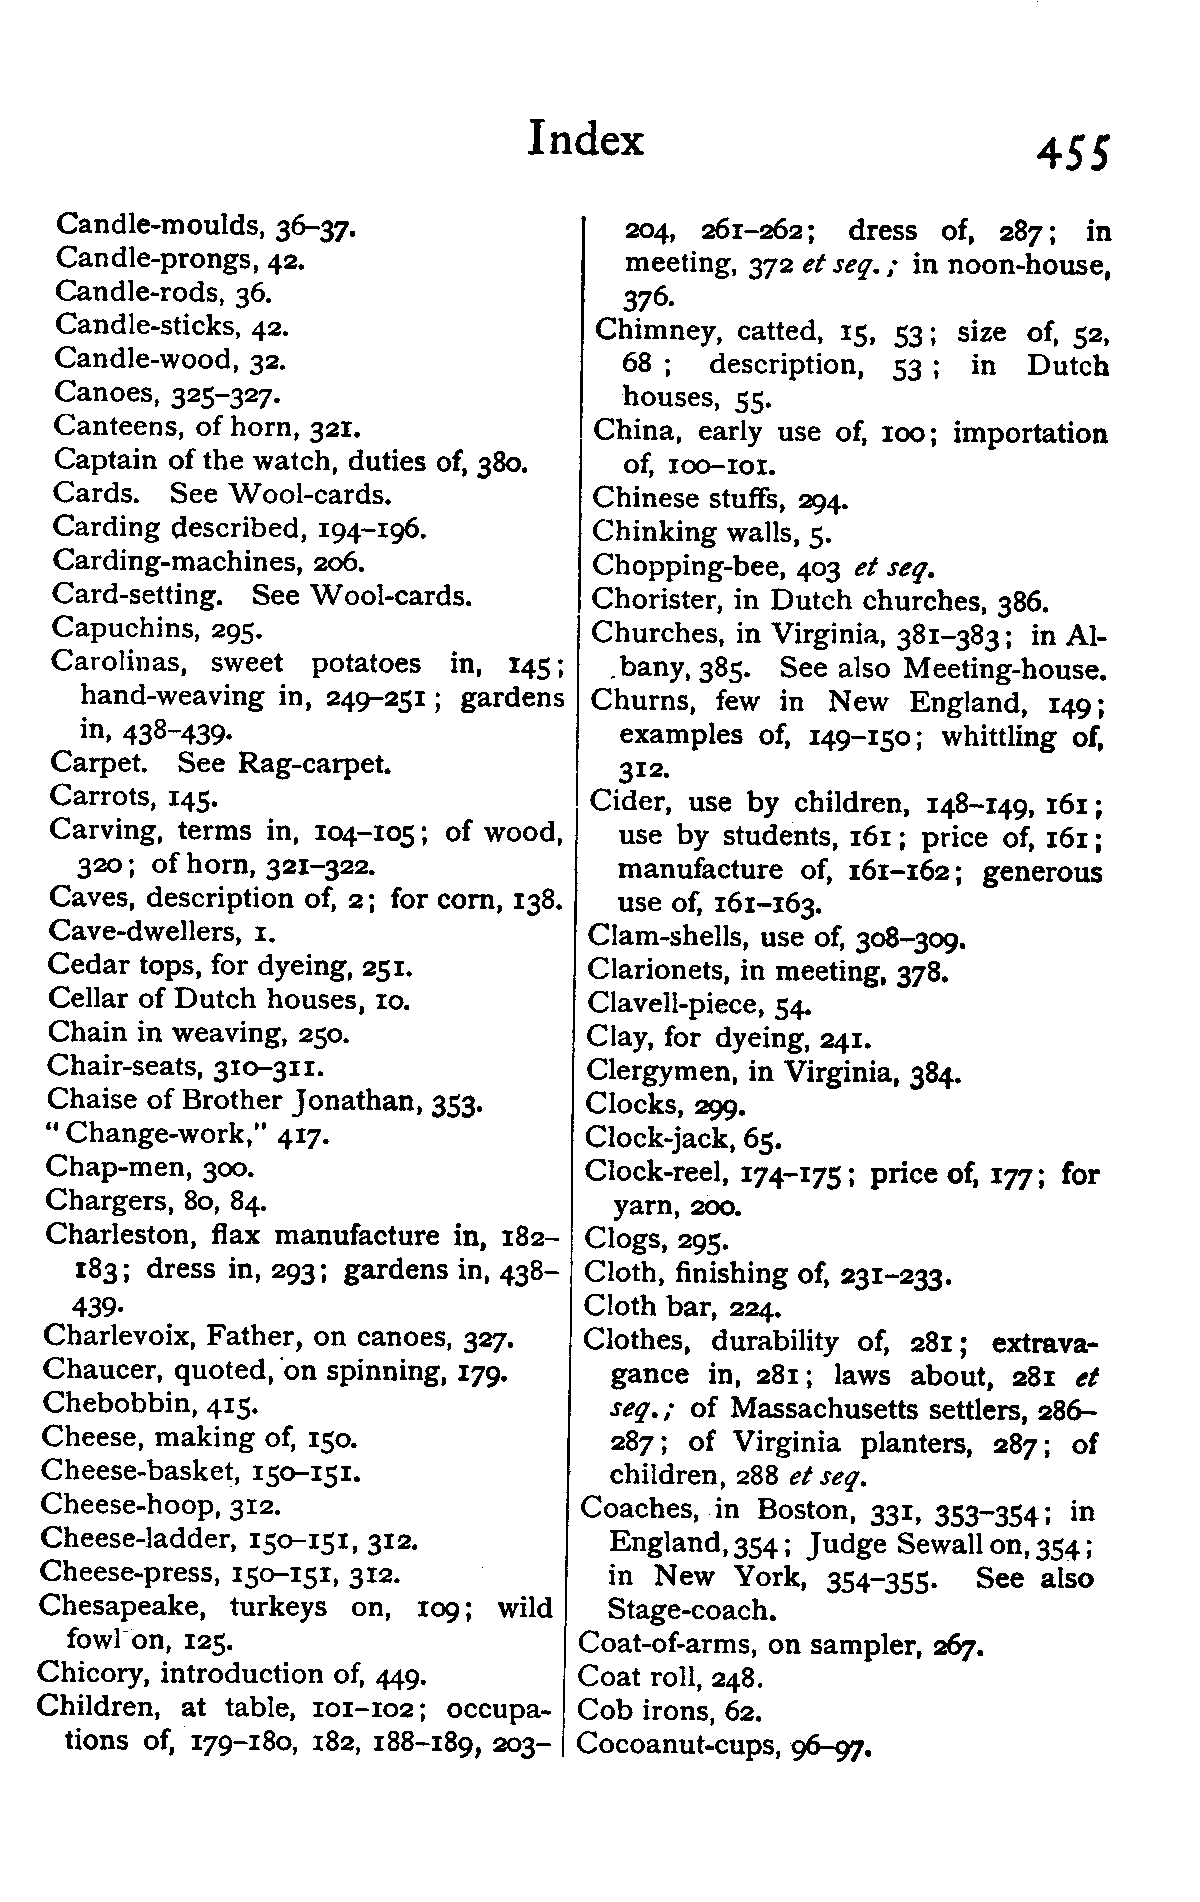 Index
455
Candle-moulds, 36–37.
Candle-prongs, 42.
Candle-rods, 36.
Candle-sticks, 42.
Candle-wood, 32.
Canoes, 325–327.
Canteens, of horn, 321.
Captain of the watch, duties of, 380.
Cards. See Wool-cards.
Carding described, 194–196.
Carding-machines, 206.
Card-setting. See Wool-cards.
Capuchins, 295.
Carolinas, sweet potatoes in, 145;
hand-weaving in, 249–251; gardens
in, 438–439.
Carpet. See Rag-carpet.
Carrots, 145.
Carving, terms in, 104–105; of wood,
320; of horn, 321–322.
Caves, description of, 2; for corn, 138.
Cave-dwellers, 1.
Cedar tops, for dyeing, 251.
Cellar of Dutch houses, 10.
Chain in weaving, 250.
Chair-seats, 310–311.
Chaise of Brother Jonathan, 353.
"Change-work," 417.
Chap-men, 300.
Chargers, 80, 84.
Charleston, flax manufacture in, 182–
183; dress in, 293; gardens in, 438–
439.
Charlevoix, Father, on canoes, 327.
Chaucer, quoted, on spinning, 179.
Chebobbin, 415.
Cheese, making of, 150.
Cheese-basket, 150–151.
Cheese-hoop, 312.
Cheese-ladder, 150–151, 312.
Cheese-press, 150–151, 312.
Chesapeake, turkeys on, 109; wild
fowl on, 125.
Chicory, introduction of, 449.
Children, at table, 101–102; occupa-
tions of, 179–180, 182, 188–189, 203–
204, 261–262; dress of, 287; in
meeting, 372 et seq.; in noon-house,
376.
Chimney, catted, 15, 53; size of, 52,
68; description, 53; in Dutch
houses, 55.
China, early use of, 100; importation
of, 100–101.
Chinese stuffs, 294.
Chinking walls, 5.
Chopping-bee, 403 et seq.
Chorister, in Dutch churches, 386.
Churches, in Virginia, 381–383; in Al-
bany, 385. See also Meeting-house.
Churns, few in New England, 149;
examples of, 149–150; whittling of,
312.
Cider, use by children, 148–149, 161;
use by students, 161; price of, 161;
manufacture of, 161–162; generous
use of, 161–163.
Clam-shells, use of, 308–309.
Clarionets, in meeting, 378.
Clavell-piece, 54.
Clay, for dyeing, 241.
Clergymen, in Virginia, 384.
Clocks, 299.
Clock-jack, 65.
Clock-reel, 174–175; price of, 177; for
yarn, 200.
Clogs, 295.
Cloth, finishing of, 231–233.
Cloth bar, 224.
Clothes, durability of, 281; extrava-
gance in, 281; laws about, 281 et
seq.; of Massachusetts settlers, 286–
287; of Virginia planters, 287; of
children, 288 et seq.
Coaches, in Boston, 331, 353–354; in
England, 354; Judge Sewall on, 354;
in New York, 354–355. See also
Stage-coach.
Coat-of-arms, on sampler, 267.
Coat roll, 248.
Cob irons, 62.
Cocoanut-cups, 96–97.